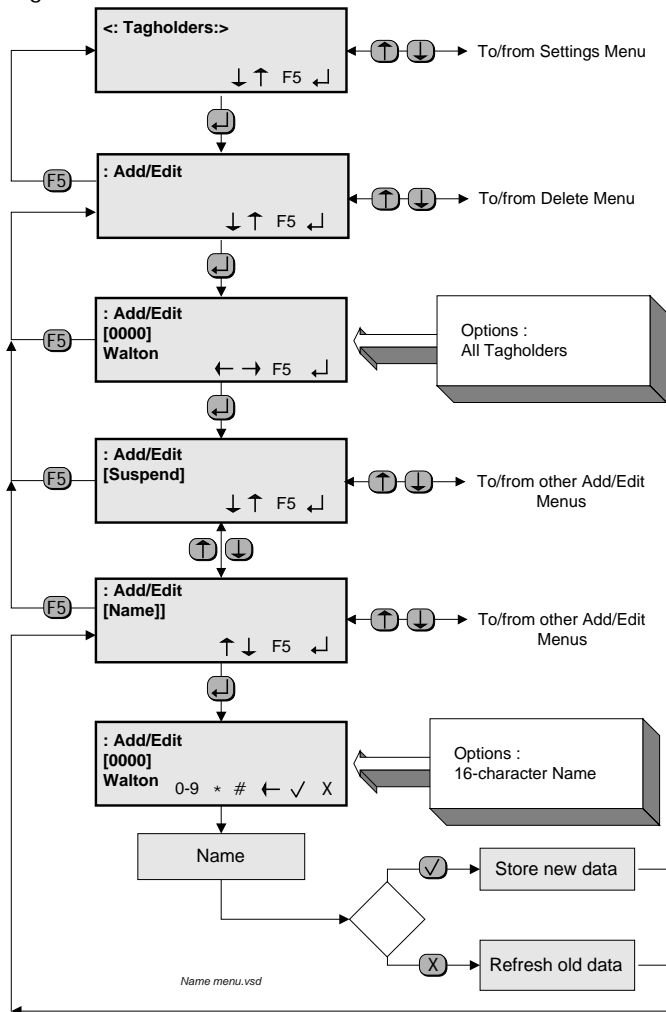 <: Tagholders:>
↓ ↑ F5 ↵
↑ ↓ To/from Settings Menu
↵
F5
: Add/Edit
↓ ↑ F5 ↵
↑ ↓ To/from Delete Menu
↵
F5
: Add/Edit
[0000]
Walton
← → F5 ↵
Options :
All Tagholders
↵
F5
: Add/Edit
[Suspend]
↓ ↑ F5 ↵
↑ ↓ To/from other Add/Edit
Menus
↑ ↓
F5
: Add/Edit
[Name]]
↑ ↓ F5 ↵
↑ ↓ To/from other Add/Edit
Menus
↵
: Add/Edit
[0000]
Walton 0-9 * # ← √ X
Options :
16-character Name
Name
√ Store new data
X Refresh old data
Name menu.vsd